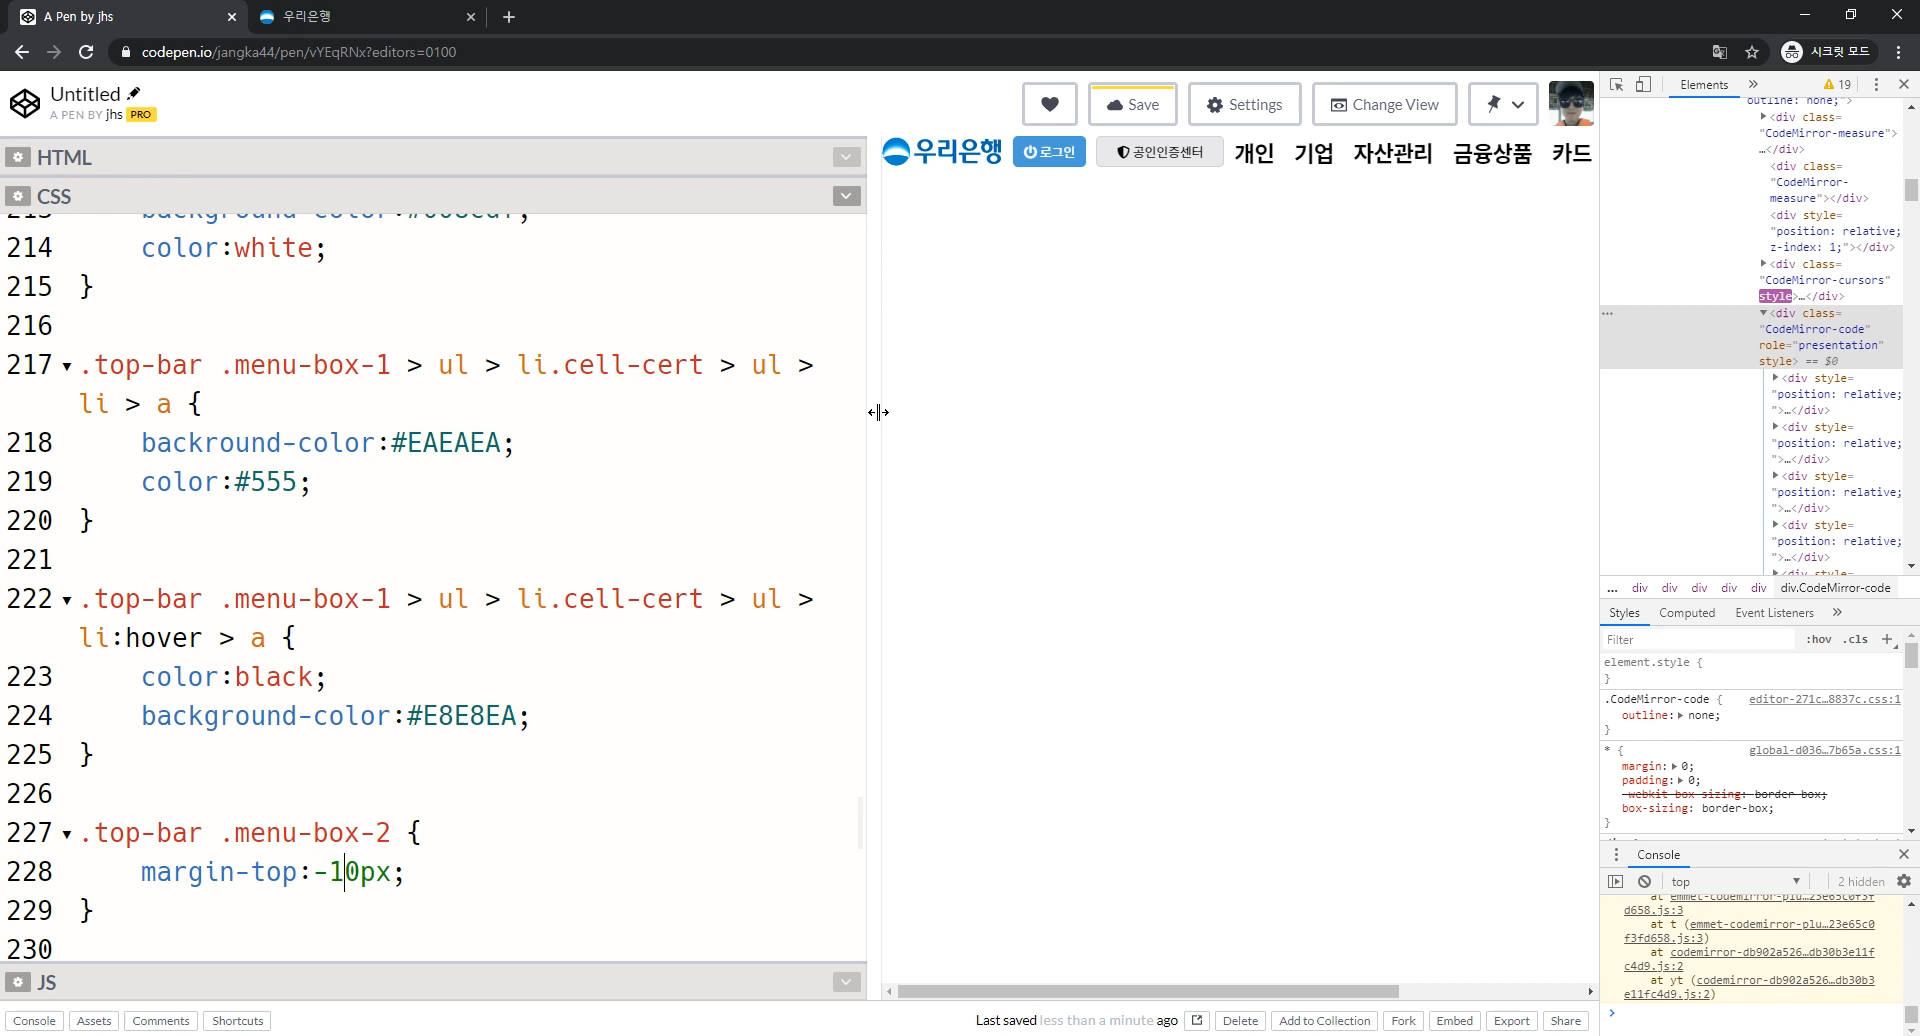 A Pen by jhs
우리은행
codepen.io/jangka44/pen/vYEqRNx?editors=0100
시크릿 모드
Untitled
A PEN BY jhs PRO
Save
Settings
Change View
HTML
CSS
214 color:white;
215 }
216
217 .top-bar .menu-box-1 > ul > li.cell-cert > ul >
li > a {
218 backround-color:#EAEAEA;
219 color:#555;
220 }
221
222 .top-bar .menu-box-1 > ul > li.cell-cert > ul >
li:hover > a {
223 color:black;
224 background-color:#E8E8EA;
225 }
226
227 .top-bar .menu-box-2 {
228 margin-top:-10px;
229 }
230
JS
Console Assets Comments Shortcuts
우리은행 로그인 공인인증센터 개인 기업 자산관리 금융상품 카드
Last saved less than a minute ago Delete Add to Collection Fork Embed Export Share
Elements » 19
outline: none;">
<div class=
"CodeMirror-measure">
…</div>
<div class=
"CodeMirror-
measure"></div>
<div style=
"position: relative;
z-index: 1;"></div>
<div class=
"CodeMirror-cursors"
style>…</div>
<div class=
"CodeMirror-code"
role="presentation"
style> == $0
<div style=
"position: relative;
">…</div>
<div style=
"position: relative;
">…</div>
<div style=
"position: relative;
">…</div>
<div style=
"position: relative;
">…</div>
<div style=
... div div div div div div.CodeMirror-code
Styles Computed Event Listeners »
Filter :hov .cls +
element.style {
}
.CodeMirror-code { editor-271c…8837c.css:1
outline: none;
}
* { global-d036…7b65a.css:1
margin: 0;
padding: 0;
-webkit-box-sizing: border-box;
box-sizing: border-box;
}
Console
top 2 hidden
at emmet-codemirror-plu…23e65c0f3f
d658.js:3
at t (emmet-codemirror-plu…23e65c0
f3fd658.js:3)
at codemirror-db902a526…db30b3e11f
c4d9.js:2
at yt (codemirror-db902a526…db30b3
e11fc4d9.js:2)